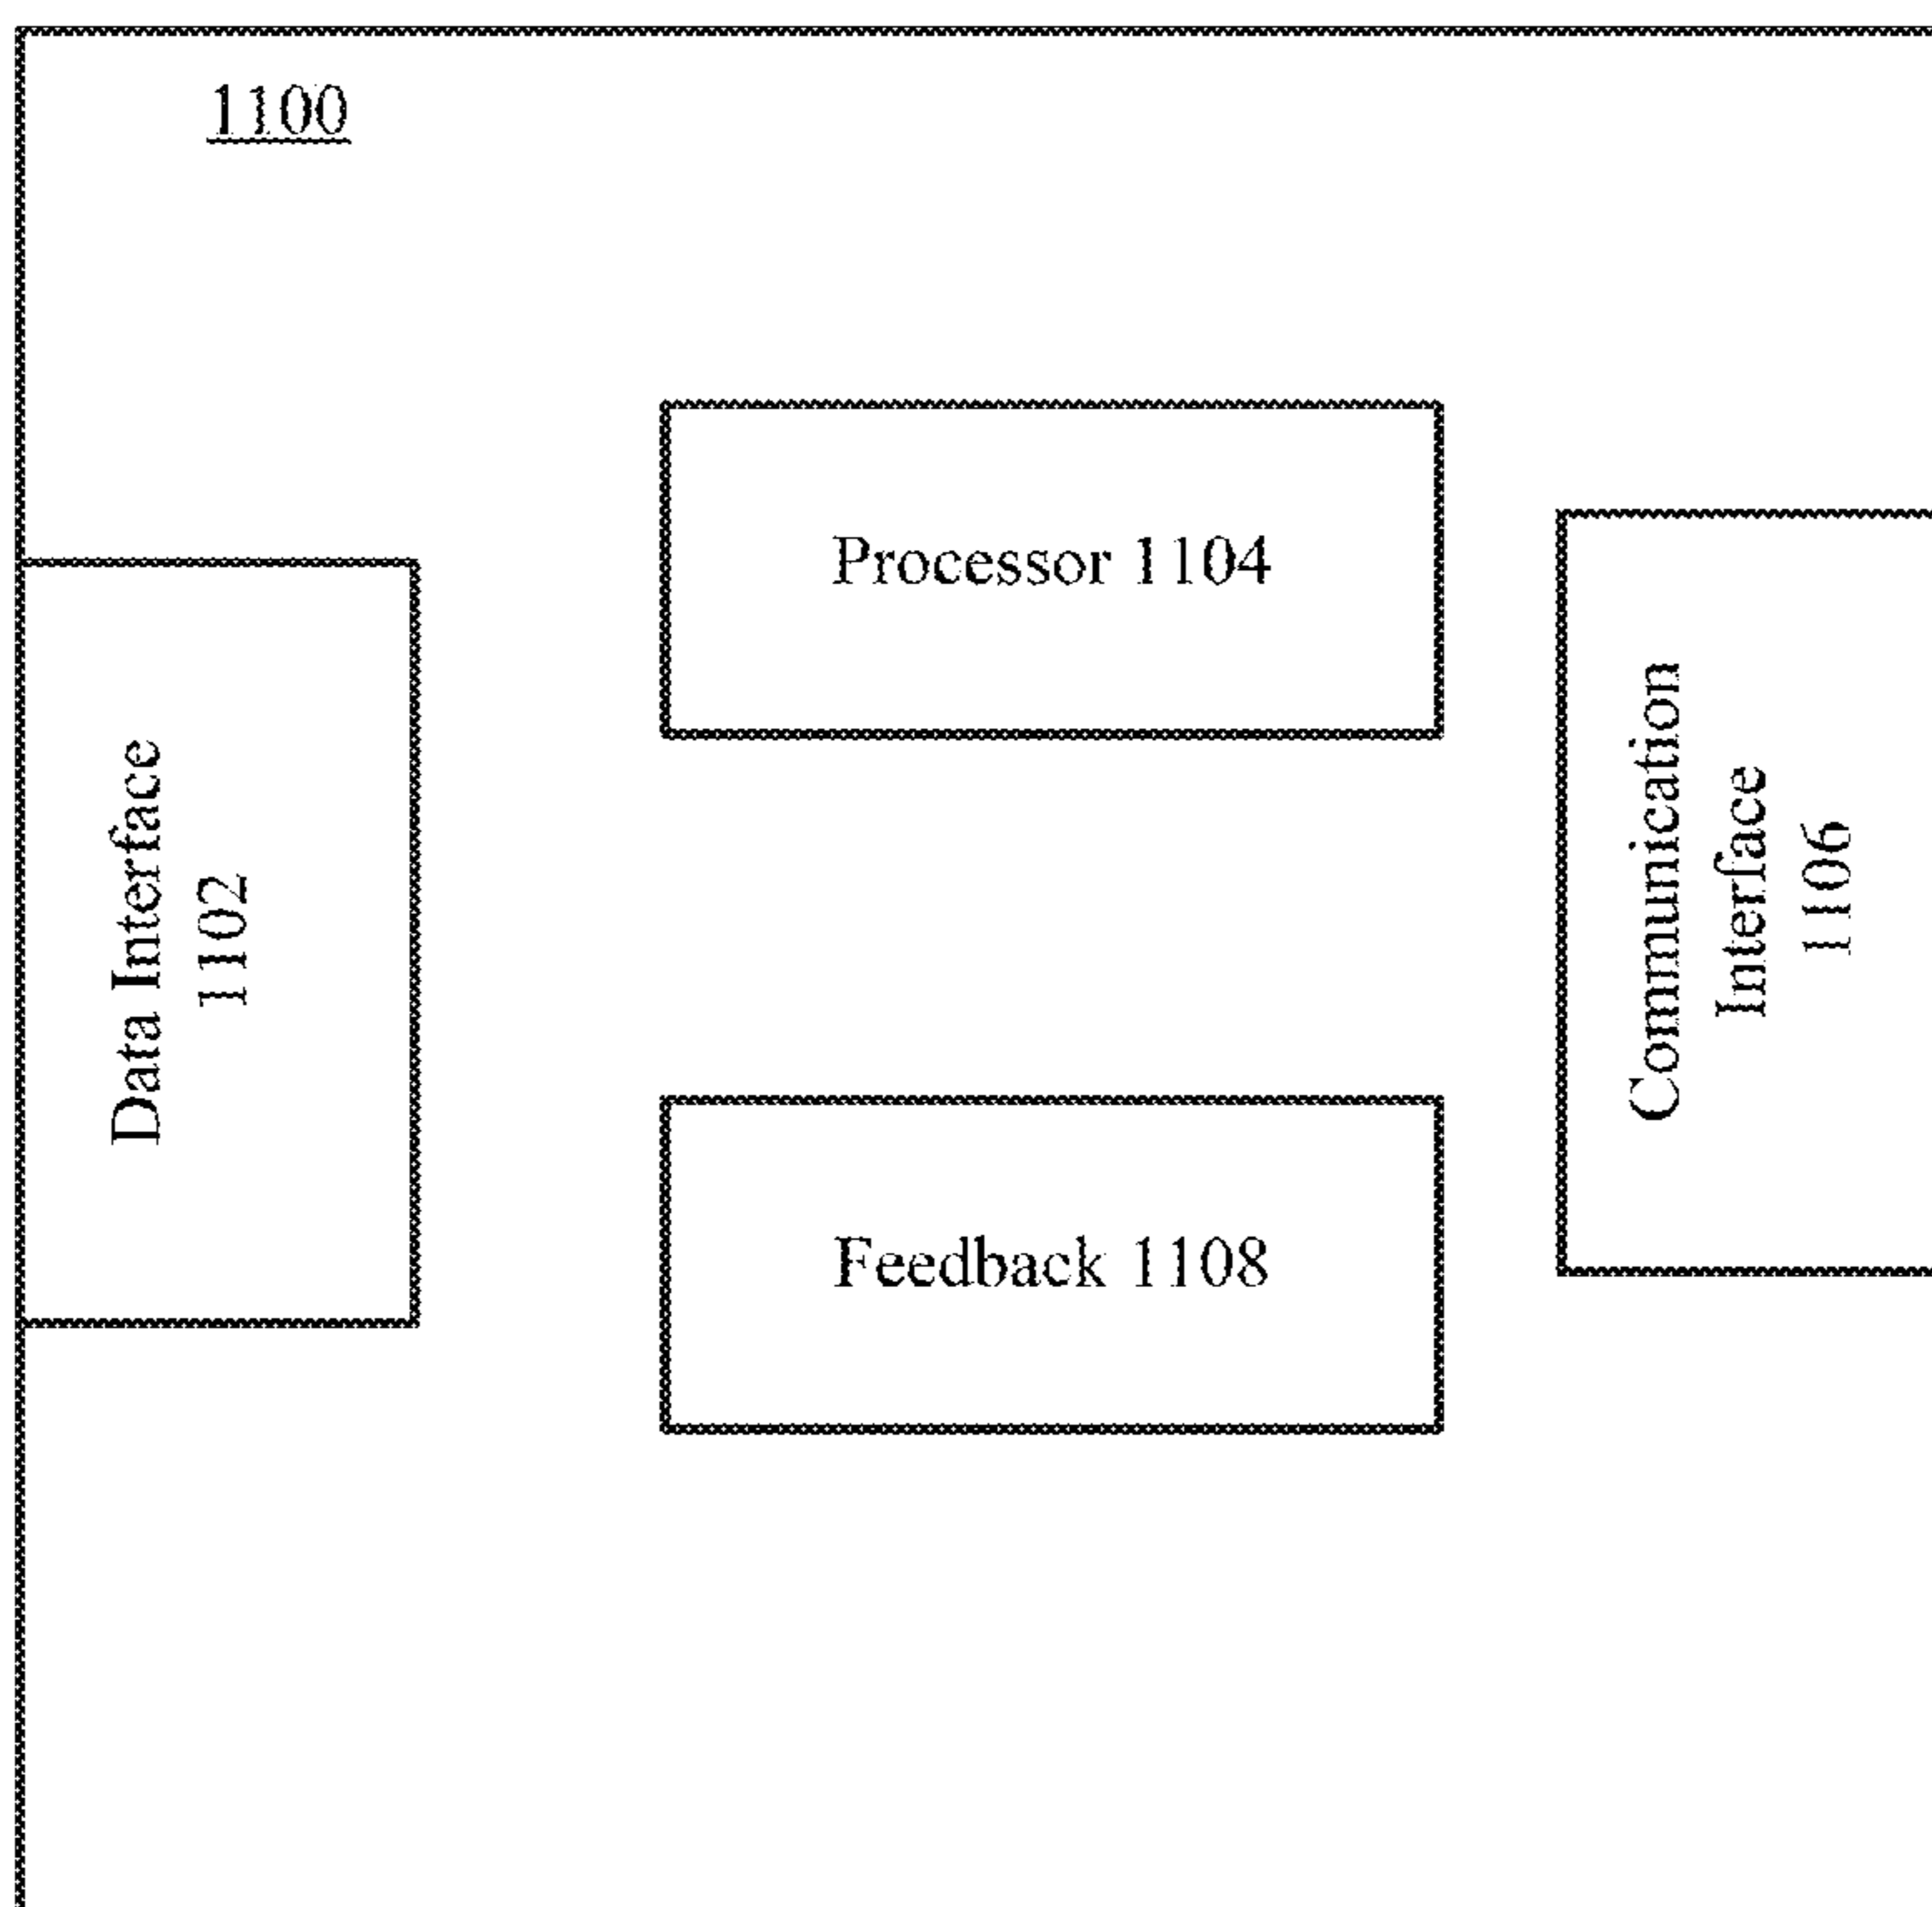 1100
Processor 1104
Data Interface
1102
Communication
Interface
1106
Feedback 1108